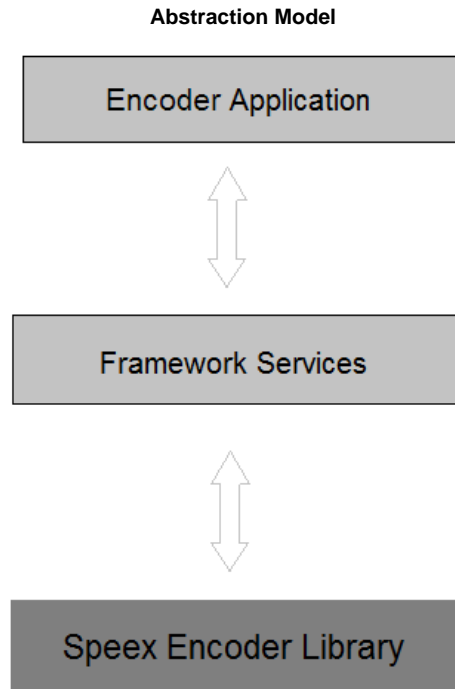 Abstraction Model
Encoder Application
Framework Services
Speex Encoder Library